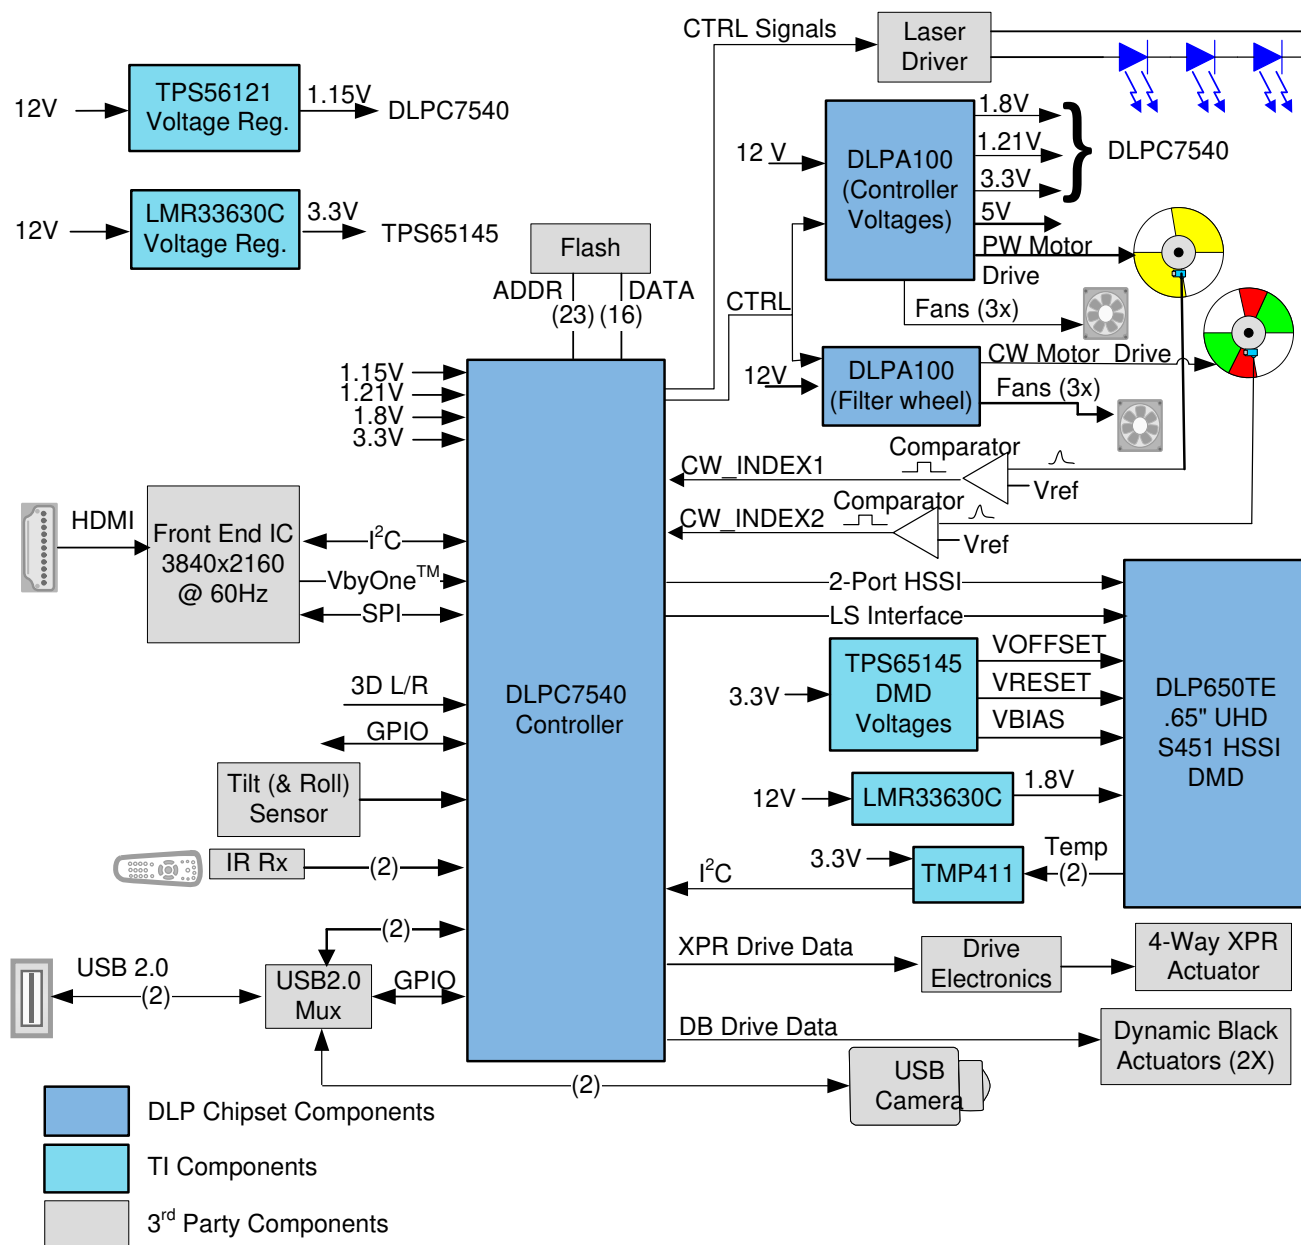 CTRL Signals
Laser
Driver
12V
TPS56121
Voltage Reg.
1.15V
DLPC7540
12V
LMR33630C
Voltage Reg.
3.3V
TPS65145
12 V
DLPA100
(Controller
Voltages)
1.8V
1.21V
3.3V
5V
DLPC7540
PW Motor
Drive
Fans (3x)
Flash
ADDR
(23)
DATA
(16)
CTRL
12V
DLPA100
(Filter wheel)
CW Motor Drive
Fans (3x)
1.15V
1.21V
1.8V
3.3V
Comparator
CW_INDEX1
Vref
Comparator
CW_INDEX2
Vref
HDMI
Front End IC
3840x2160
@ 60Hz
I²C
VbyOne™
SPI
2-Port HSSI
LS Interface
DLPC7540
Controller
3D L/R
GPIO
Tilt (& Roll)
Sensor
IR Rx
(2)
3.3V
TPS65145
DMD
Voltages
VOFFSET
VRESET
VBIAS
DLP650TE
.65" UHD
S451 HSSI
DMD
12V
LMR33630C
1.8V
3.3V
TMP411
Temp
(2)
I²C
(2)
USB 2.0
(2)
USB2.0
Mux
GPIO
XPR Drive Data
Drive
Electronics
4-Way XPR
Actuator
DB Drive Data
Dynamic Black
Actuators (2X)
(2)
USB
Camera
DLP Chipset Components
TI Components
3rd Party Components